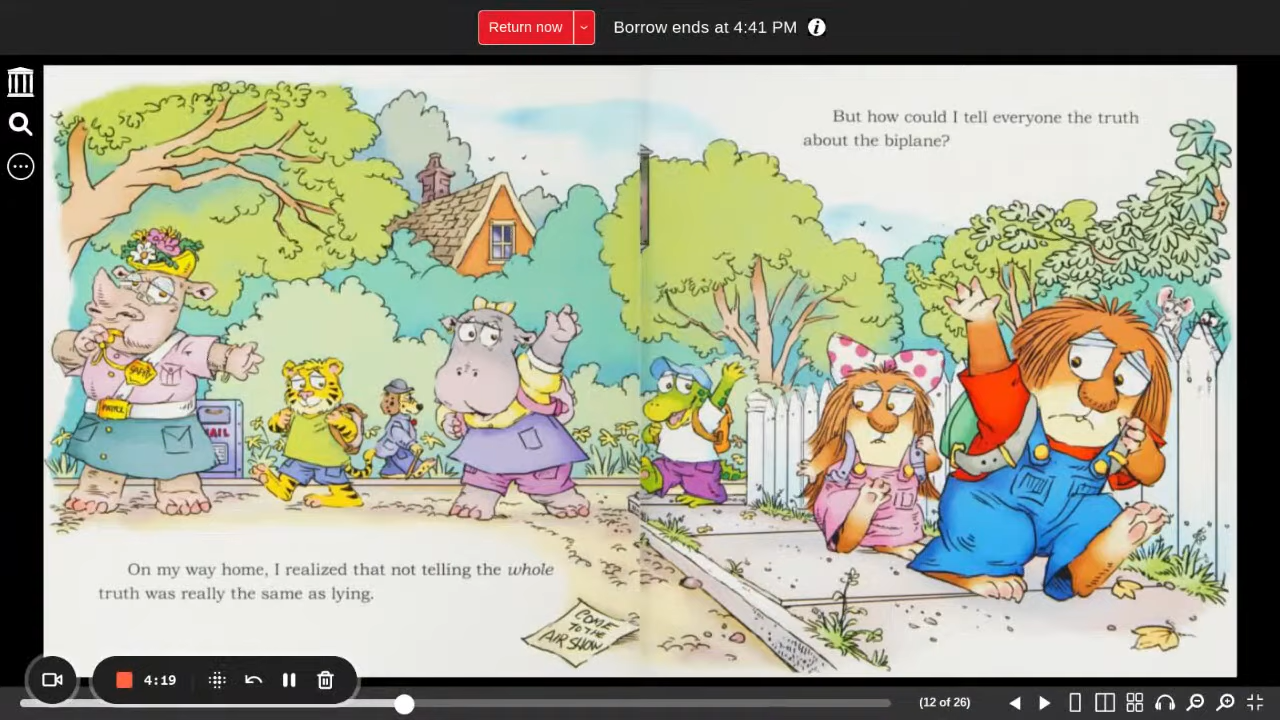 Return now
Borrow ends at 4:41 PM
But how could I tell everyone the truth
about the biplane?
SAFETY
PATROL
MAIL
On my way home, I realized that not telling the whole
truth was really the same as lying.
COME
TO THE
AIR SHOW
4:19
(12 of 26)